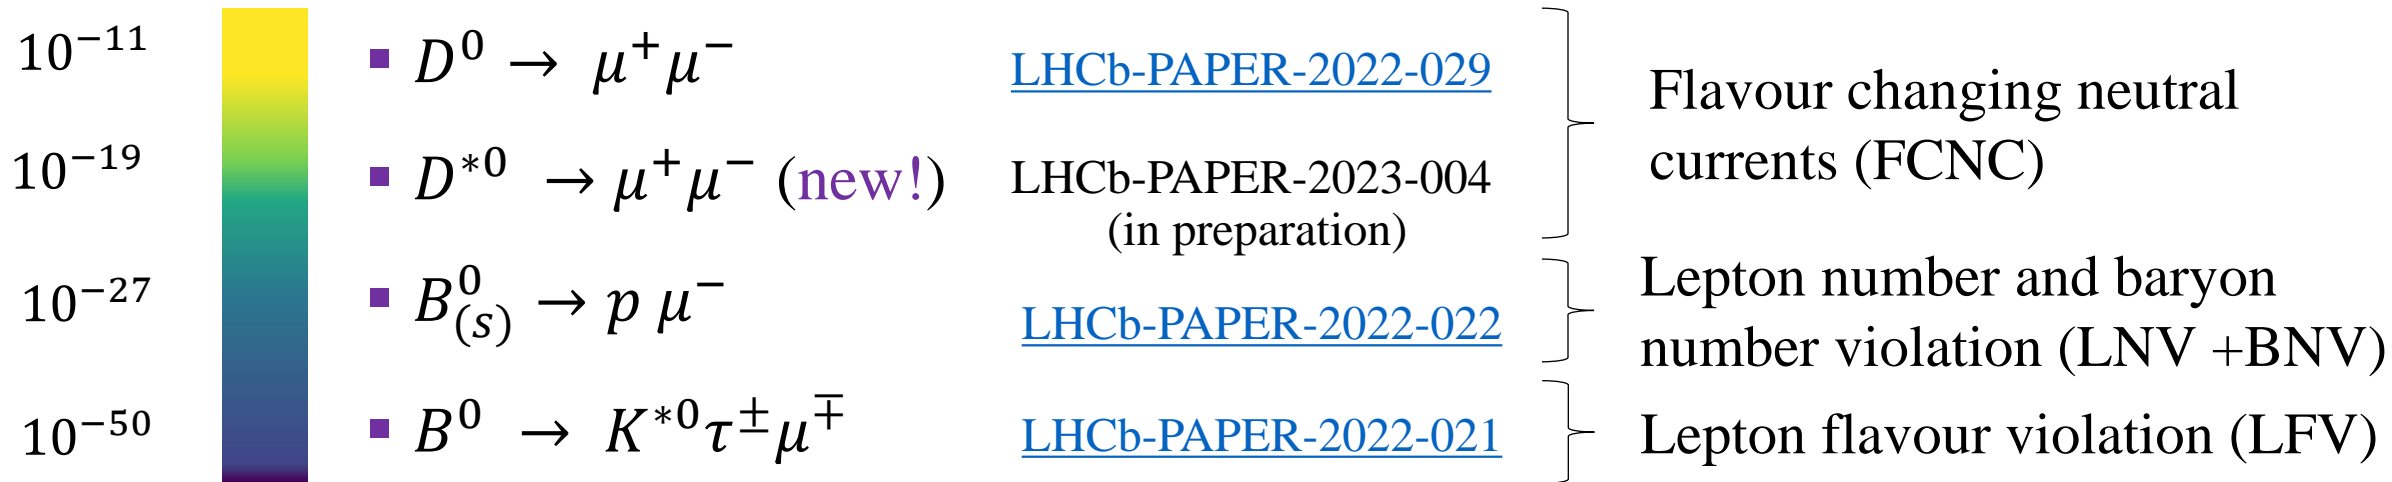 10⁻¹¹ ▪ D⁰ → μ⁺μ⁻ LHCb-PAPER-2022-029
Flavour changing neutral
currents (FCNC)
10⁻¹⁹ ▪ D*⁰ → μ⁺μ⁻ (new!) LHCb-PAPER-2023-004
(in preparation)
10⁻²⁷ ▪ B⁰₍ₛ₎ → p μ⁻ LHCb-PAPER-2022-022
Lepton number and baryon
number violation (LNV +BNV)
10⁻⁵⁰ ▪ B⁰ → K*⁰τ^±μ^∓ LHCb-PAPER-2022-021 Lepton flavour violation (LFV)